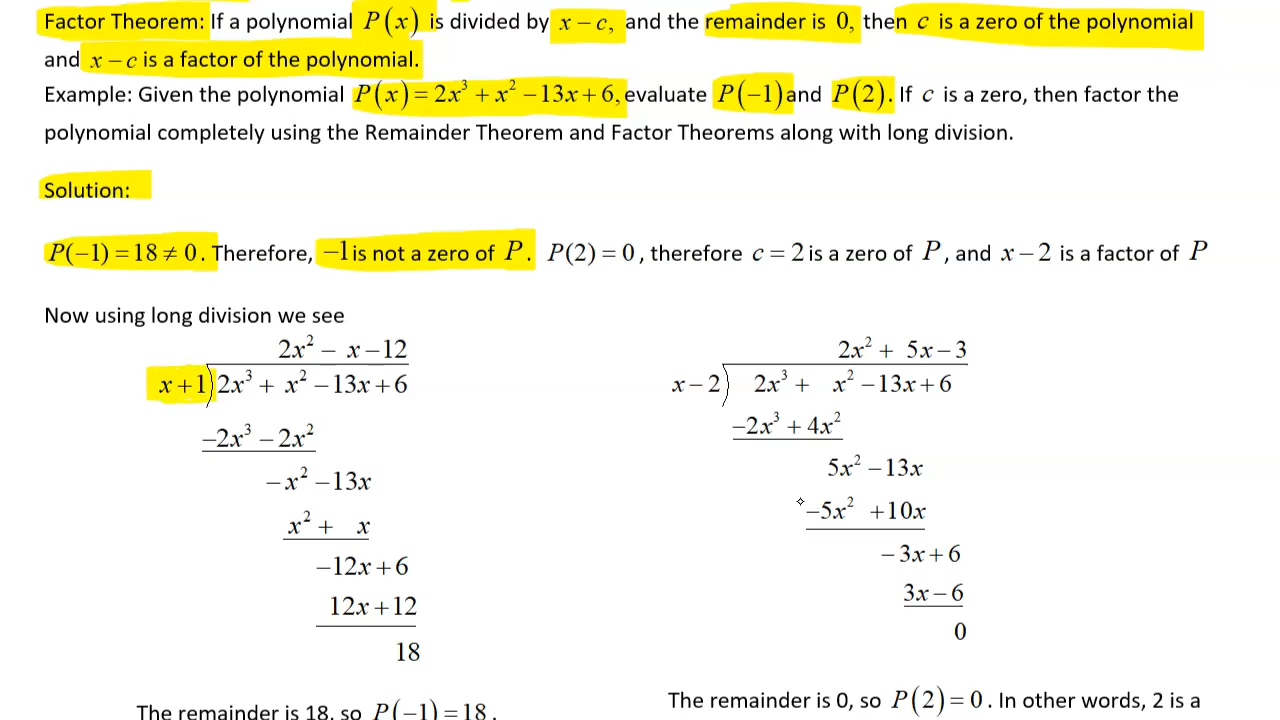 Factor Theorem: If a polynomial P(x) is divided by x−c, and the remainder is 0, then c is a zero of the polynomial
and x−c is a factor of the polynomial.
Example: Given the polynomial P(x)=2x³+x²−13x+6, evaluate P(−1) and P(2). If c is a zero, then factor the
polynomial completely using the Remainder Theorem and Factor Theorems along with long division.
Solution:
P(−1)=18≠0. Therefore, −1 is not a zero of P. P(2)=0, therefore c=2 is a zero of P, and x−2 is a factor of P
Now using long division we see
2x² − x −12
x+1)2x³ + x² −13x+6
−2x³ −2x²
−x² −13x
x² + x
−12x+6
12x+12
18
The remainder is 18, so P(−1)=18.
2x² + 5x−3
x−2) 2x³ + x² −13x+6
−2x³ + 4x²
5x² −13x
−5x² +10x
−3x+6
3x−6
0
The remainder is 0, so P(2)=0. In other words, 2 is a